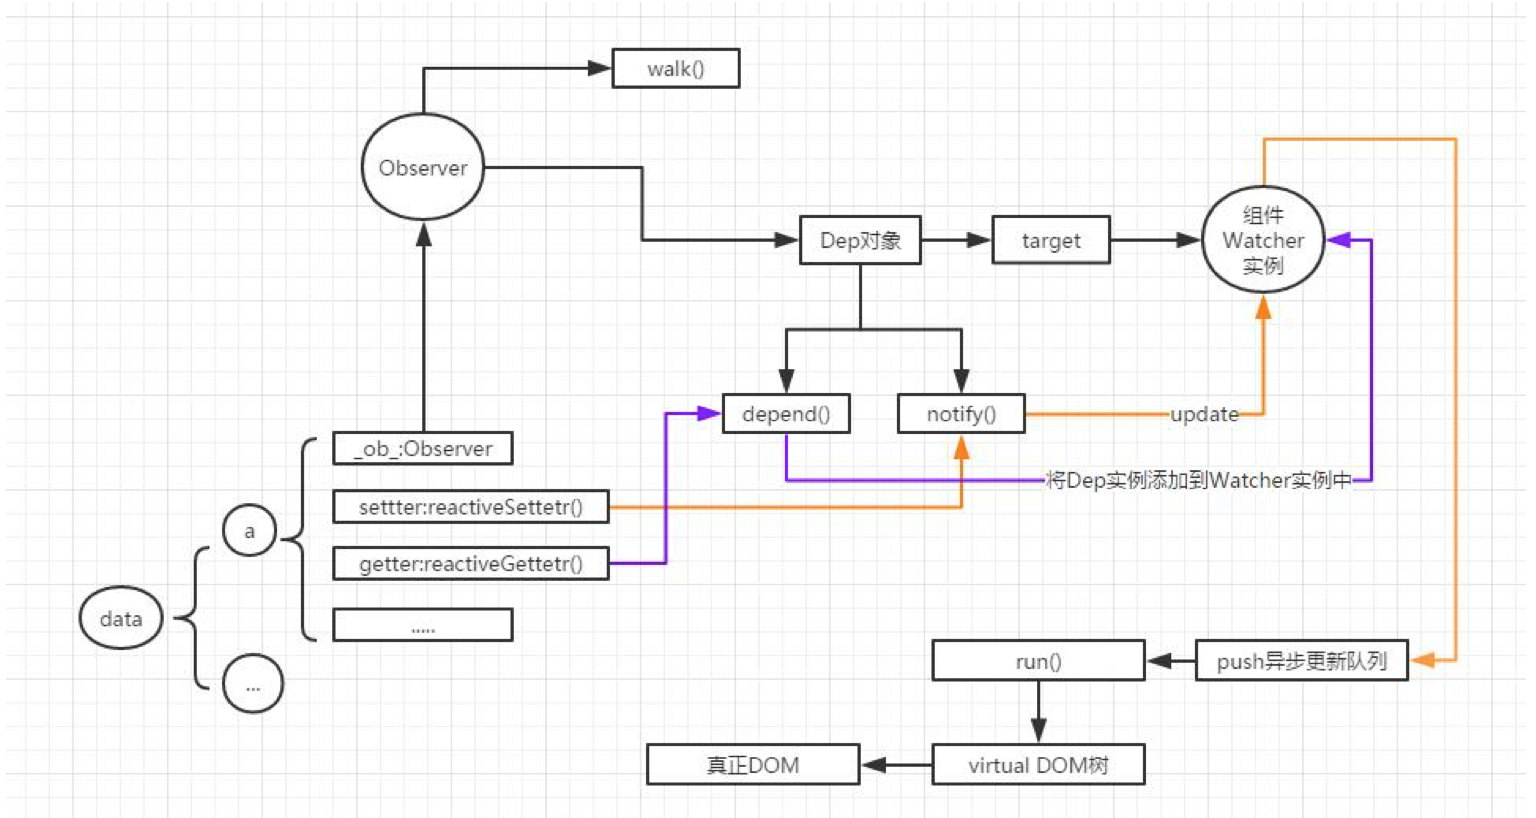 walk()
Observer
Dep对象
target
组件
Watcher
实例
depend()
notify()
update
_ob_:Observer
将Dep实例添加到Watcher实例中
settter:reactiveSettetr()
a
getter:reactiveGettetr()
data
.....
...
run()
push异步更新队列
真正DOM
virtual DOM树